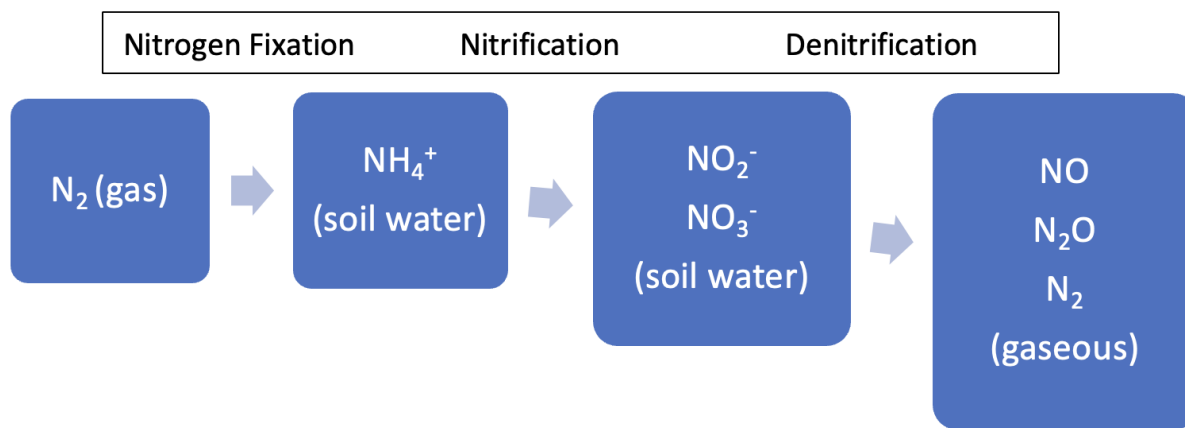 Nitrogen Fixation Nitrification Denitrification
N₂ (gas)
NH₄⁺
(soil water)
NO₂⁻
NO₃⁻
(soil water)
NO
N₂O
N₂
(gaseous)